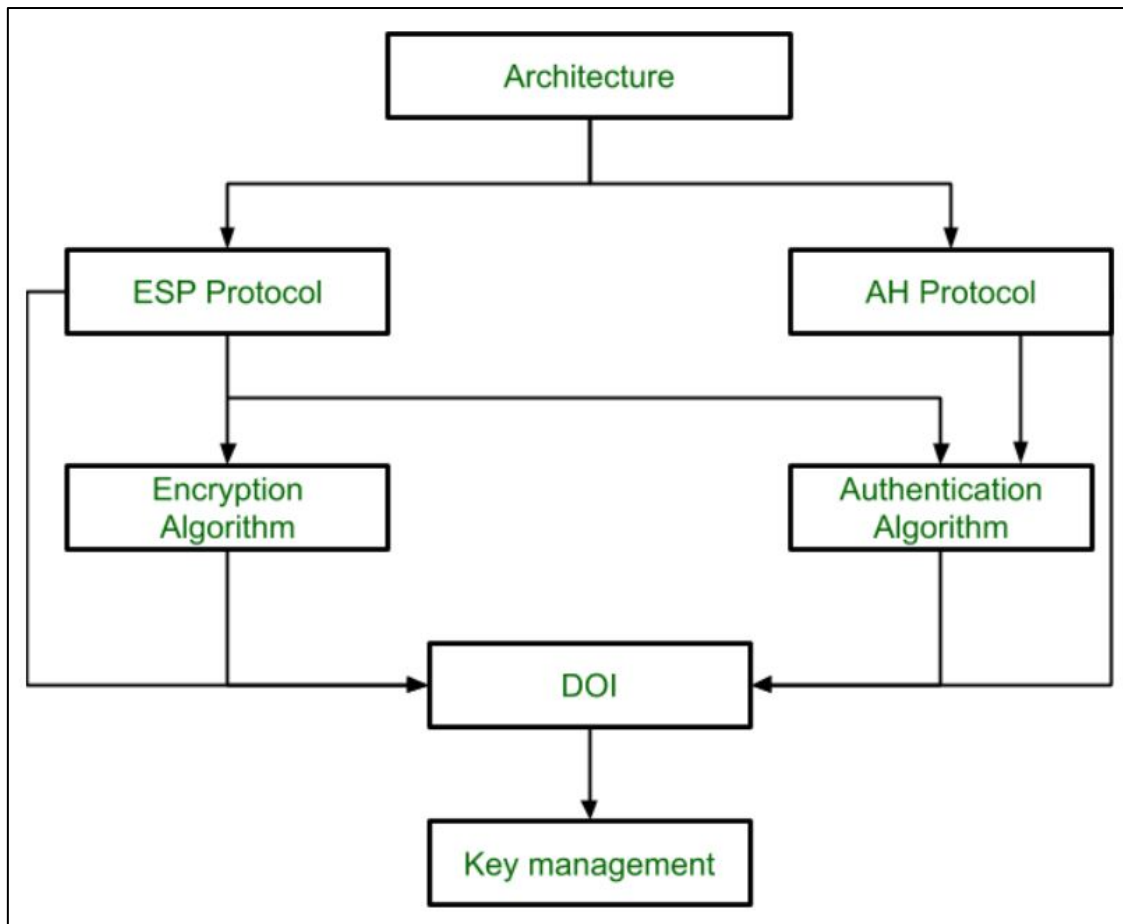 Architecture
ESP Protocol
AH Protocol
Encryption
Algorithm
Authentication
Algorithm
DOI
Key management